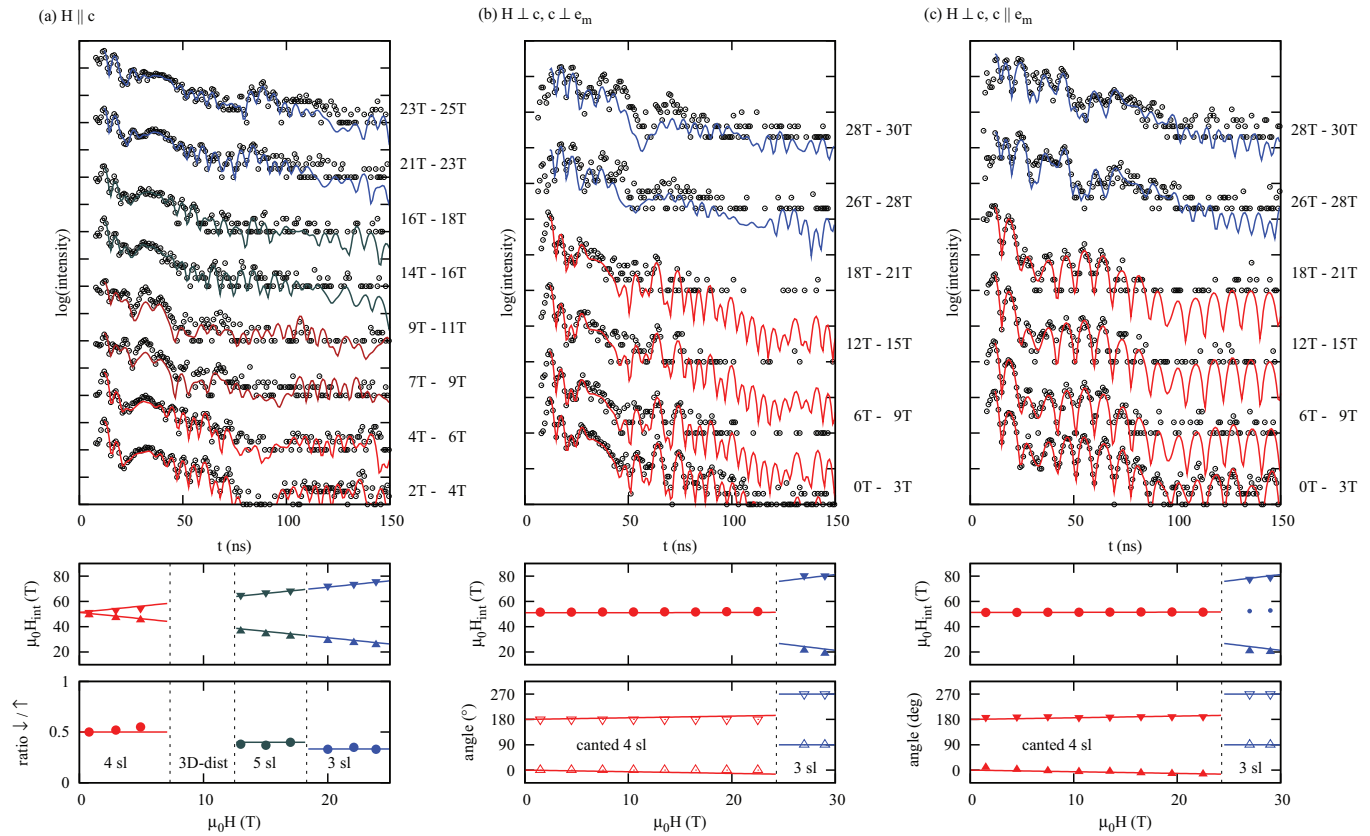 (a) H || c
(b) H ⊥ c, c ⊥ e_m
(c) H ⊥ c, c || e_m
log(intensity)
23T - 25T
21T - 23T
16T - 18T
14T - 16T
9T - 11T
7T - 9T
4T - 6T
2T - 4T
0 50 100 150
t (ns)
log(intensity)
28T - 30T
26T - 28T
18T - 21T
12T - 15T
6T - 9T
0T - 3T
0 50 100 150
t (ns)
log(intensity)
28T - 30T
26T - 28T
18T - 21T
12T - 15T
6T - 9T
0T - 3T
0 50 100 150
t (ns)
μ₀H_int (T)
80
60
40
20
μ₀H_int (T)
80
60
40
20
μ₀H_int (T)
80
60
40
20
ratio ↓/↑
1
0.5
0
4 sl
3D-dist
5 sl
3 sl
0 10 20
μ₀H (T)
angle (°)
270
180
90
0
canted 4 sl
3 sl
0 10 20 30
μ₀H (T)
angle (deg)
270
180
90
0
canted 4 sl
3 sl
0 10 20 30
μ₀H (T)